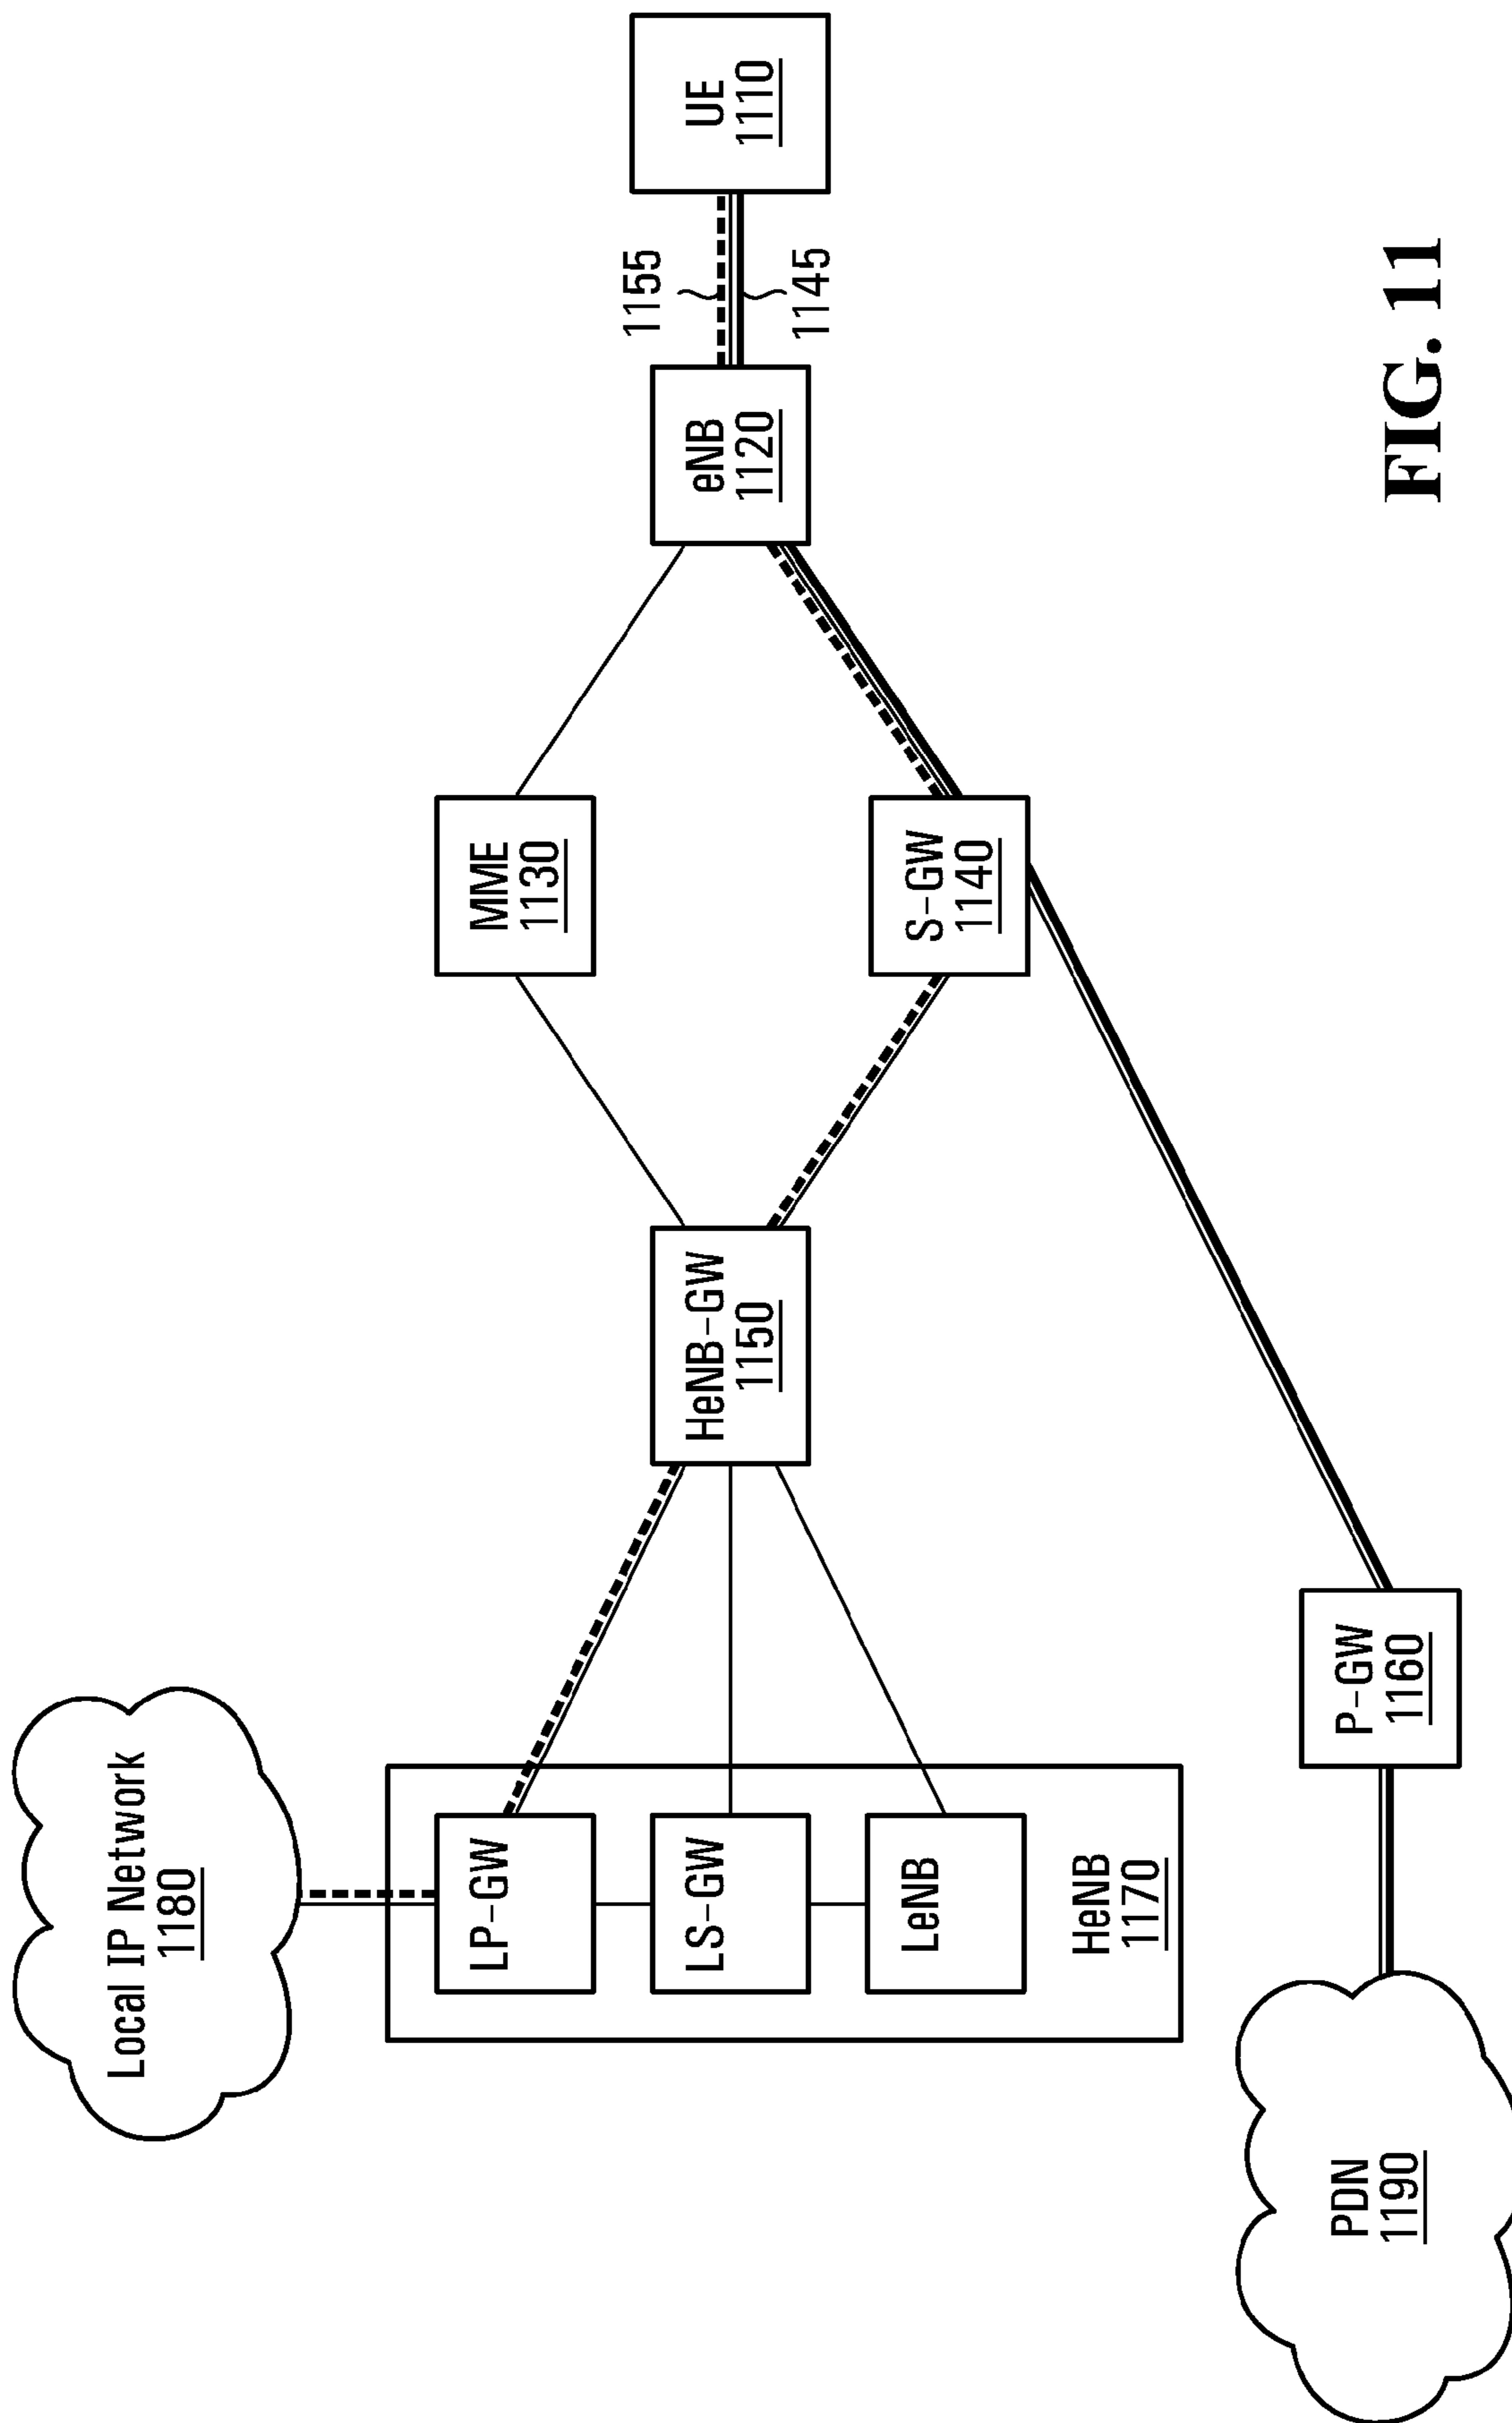 Local IP Network
1180
LP-GW
LS-GW
LeNB
HeNB
1170
PDN
1190
P-GW
1160
HeNB-GW
1150
MME
1130
S-GW
1140
eNB
1120
1155
1145
UE
1110
FIG. 11